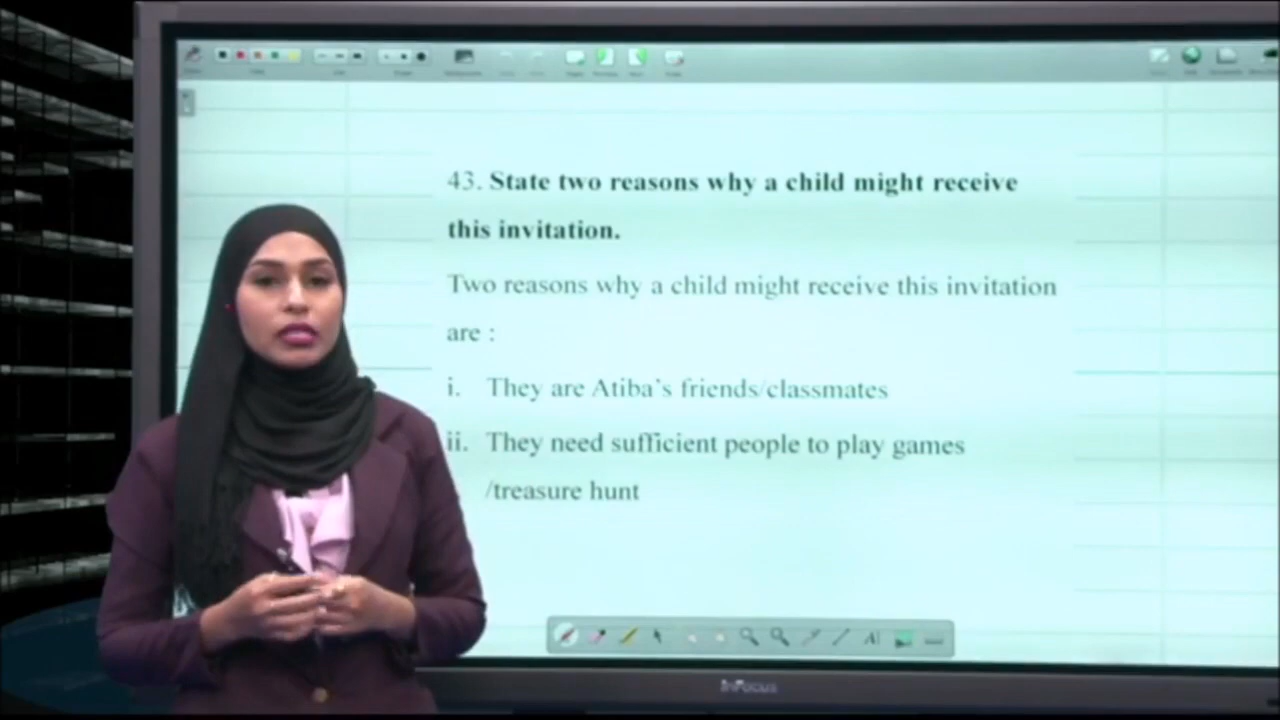 43. State two reasons why a child might receive
this invitation.
Two reasons why a child might receive this invitation
are :
i. They are Atiba's friends/classmates
ii. They need sufficient people to play games
/treasure hunt
A
InFocus